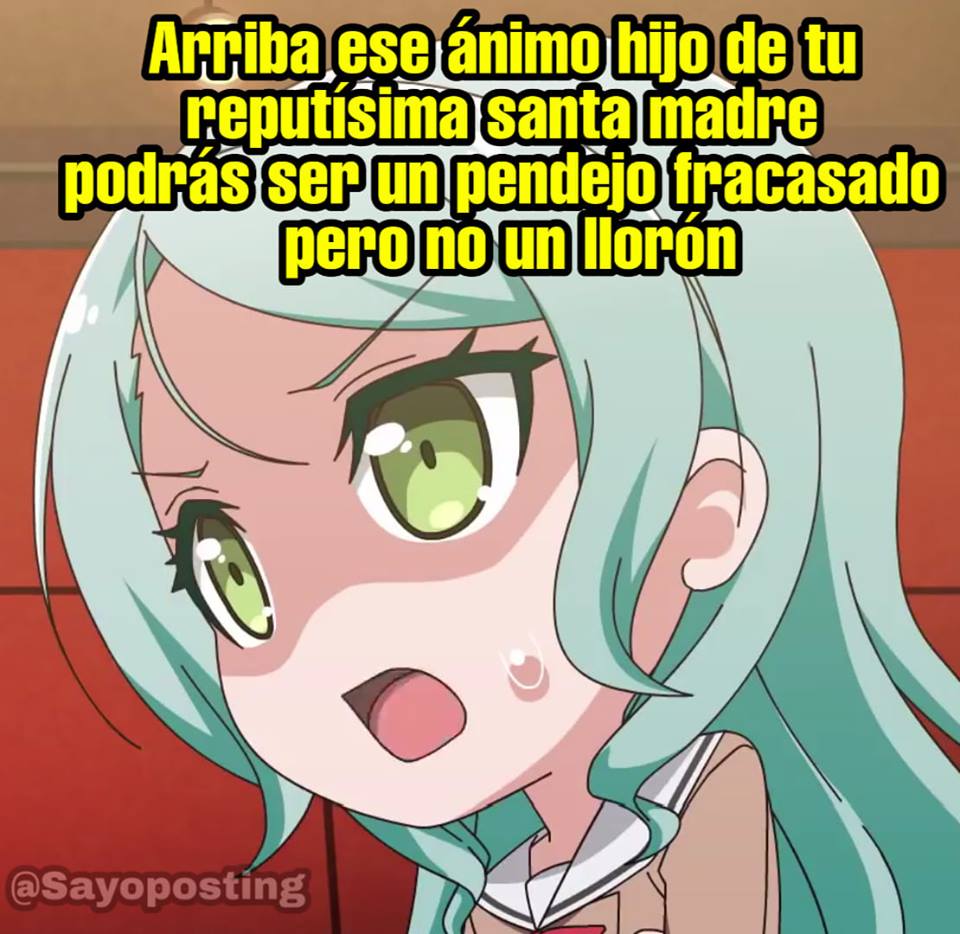 Arriba ese ánimo hijo de tu
reputísima santa madre
podrás ser un pendejo fracasado
pero no un llorón
@Sayoposting